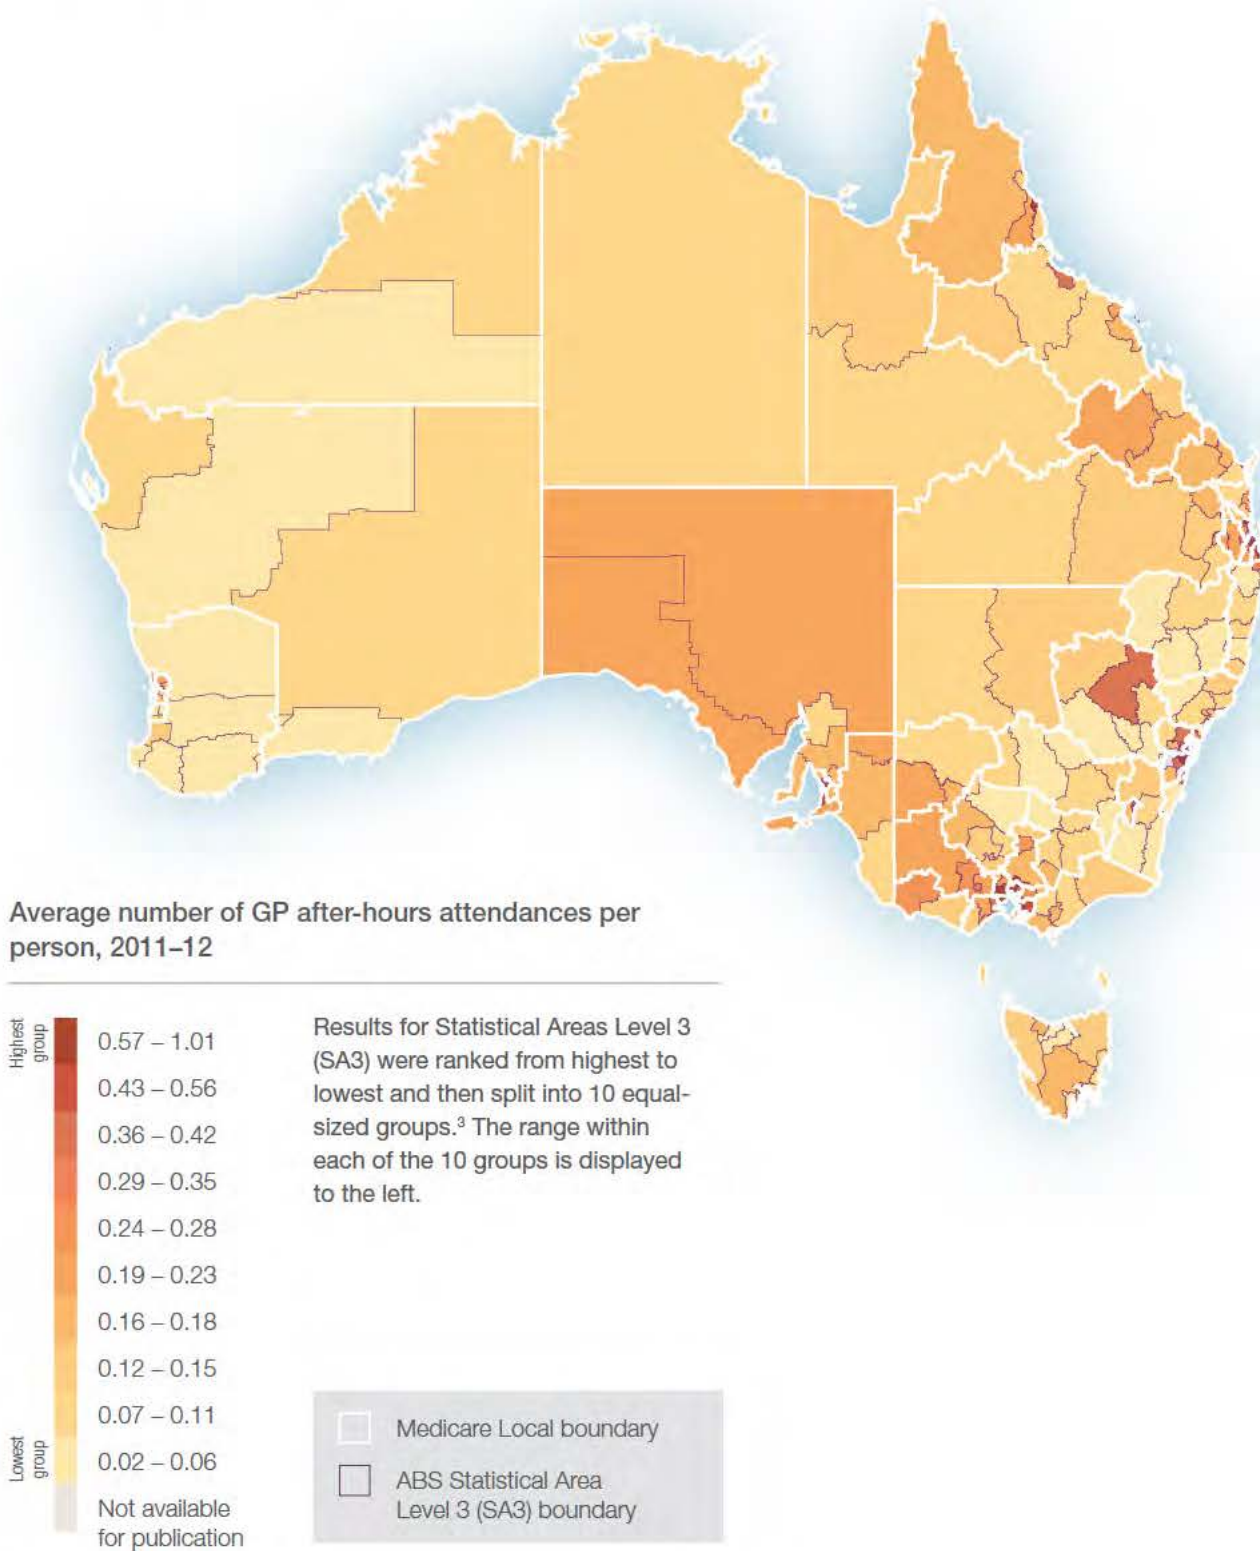 Average number of GP after-hours attendances per
person, 2011–12
Highest
group
0.57 – 1.01
0.43 – 0.56
0.36 – 0.42
0.29 – 0.35
0.24 – 0.28
0.19 – 0.23
0.16 – 0.18
0.12 – 0.15
0.07 – 0.11
0.02 – 0.06
Lowest
group
Not available
for publication
Results for Statistical Areas Level 3
(SA3) were ranked from highest to
lowest and then split into 10 equal-
sized groups.³ The range within
each of the 10 groups is displayed
to the left.
Medicare Local boundary
ABS Statistical Area
Level 3 (SA3) boundary